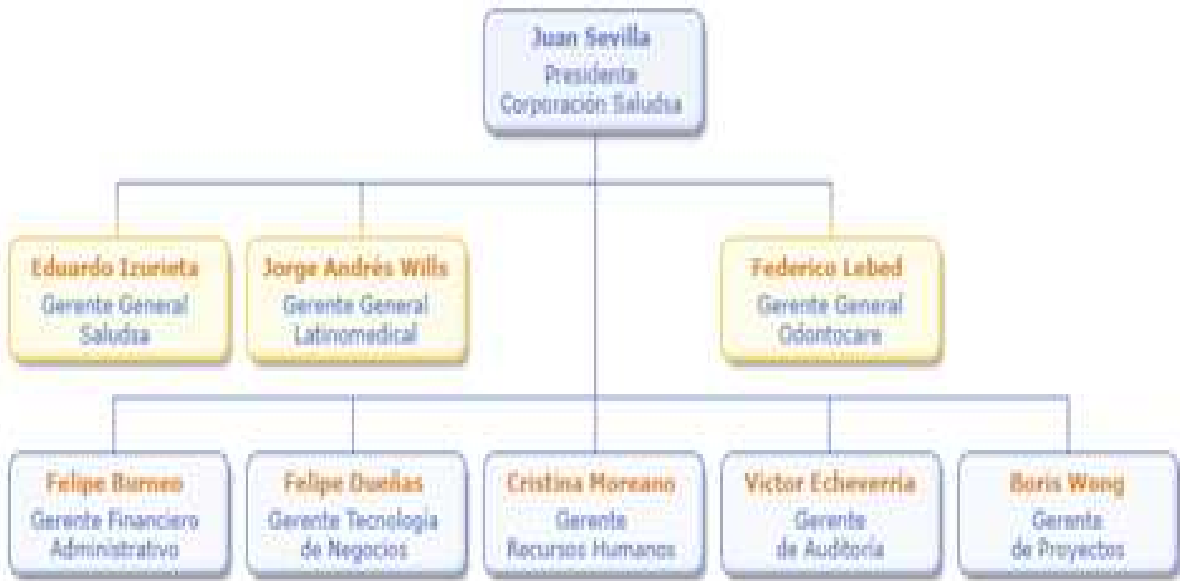 Juan Sevilla
Presidente
Corporación Saludsa
Eduardo Izurieta
Gerente General
Saludsa
Jorge Andrés Wills
Gerente General
Latinomedical
Federico Lebed
Gerente General
Odontocare
Felipe Burneo
Gerente Financiero
Administrativo
Felipe Dueñas
Gerente Tecnología
de Negocios
Cristina Moreano
Gerente
Recursos Humanos
Victor Echeverría
Gerente
de Auditoría
Boris Wong
Gerente
de Proyectos